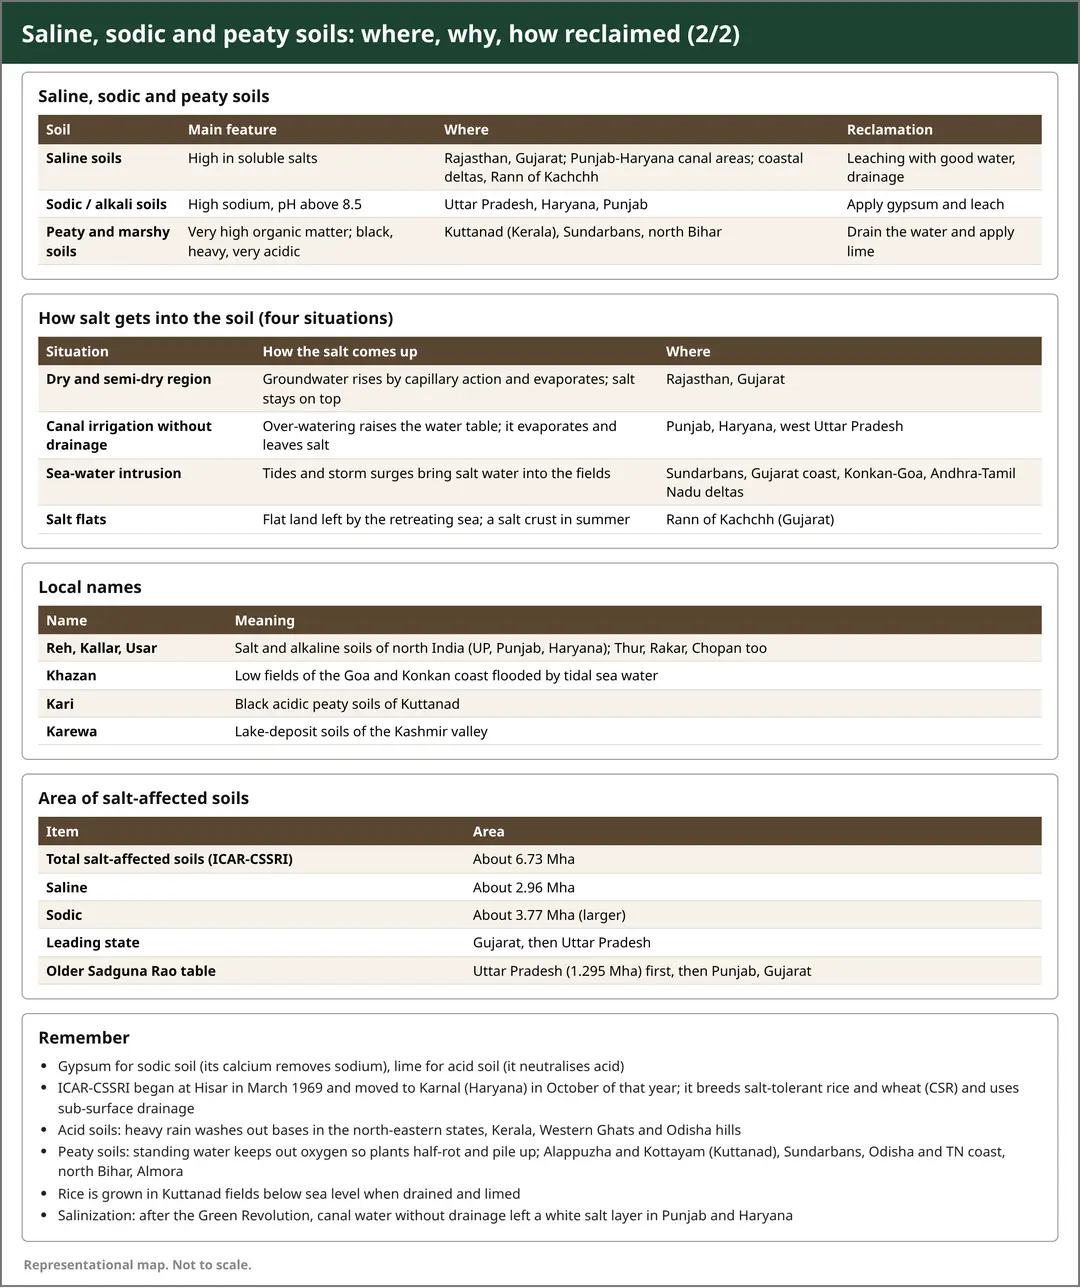 Saline, sodic and peaty soils: where, why, how reclaimed (2/2)
Saline, sodic and peaty soils
Soil Main feature Where Reclamation
Saline soils High in soluble salts Rajasthan, Gujarat; Punjab-Haryana canal areas; coastal Leaching with good water,
deltas, Rann of Kachchh drainage
Sodic / alkali soils High sodium, pH above 8.5 Uttar Pradesh, Haryana, Punjab Apply gypsum and leach
Peaty and marshy Very high organic matter; black, Kuttanad (Kerala), Sundarbans, north Bihar Drain the water and apply
soils heavy, very acidic lime
How salt gets into the soil (four situations)
Situation How the salt comes up Where
Dry and semi-dry region Groundwater rises by capillary action and evaporates; salt Rajasthan, Gujarat
stays on top
Canal irrigation without Over-watering raises the water table; it evaporates and Punjab, Haryana, west Uttar Pradesh
drainage leaves salt
Sea-water intrusion Tides and storm surges bring salt water into the fields Sundarbans, Gujarat coast, Konkan-Goa, Andhra-Tamil
Nadu deltas
Salt flats Flat land left by the retreating sea; a salt crust in summer Rann of Kachchh (Gujarat)
Local names
Name Meaning
Reh, Kallar, Usar Salt and alkaline soils of north India (UP, Punjab, Haryana); Thur, Rakar, Chopan too
Khazan Low fields of the Goa and Konkan coast flooded by tidal sea water
Kari Black acidic peaty soils of Kuttanad
Karewa Lake-deposit soils of the Kashmir valley
Area of salt-affected soils
Item Area
Total salt-affected soils (ICAR-CSSRI) About 6.73 Mha
Saline About 2.96 Mha
Sodic About 3.77 Mha (larger)
Leading state Gujarat, then Uttar Pradesh
Older Sadguna Rao table Uttar Pradesh (1.295 Mha) first, then Punjab, Gujarat
Remember
• Gypsum for sodic soil (its calcium removes sodium), lime for acid soil (it neutralises acid)
• ICAR-CSSRI began at Hisar in March 1969 and moved to Karnal (Haryana) in October of that year; it breeds salt-tolerant rice and wheat (CSR) and uses
sub-surface drainage
• Acid soils: heavy rain washes out bases in the north-eastern states, Kerala, Western Ghats and Odisha hills
• Peaty soils: standing water keeps out oxygen so plants half-rot and pile up; Alappuzha and Kottayam (Kuttanad), Sundarbans, Odisha and TN coast,
north Bihar, Almora
• Rice is grown in Kuttanad fields below sea level when drained and limed
• Salinization: after the Green Revolution, canal water without drainage left a white salt layer in Punjab and Haryana
Representational map. Not to scale.